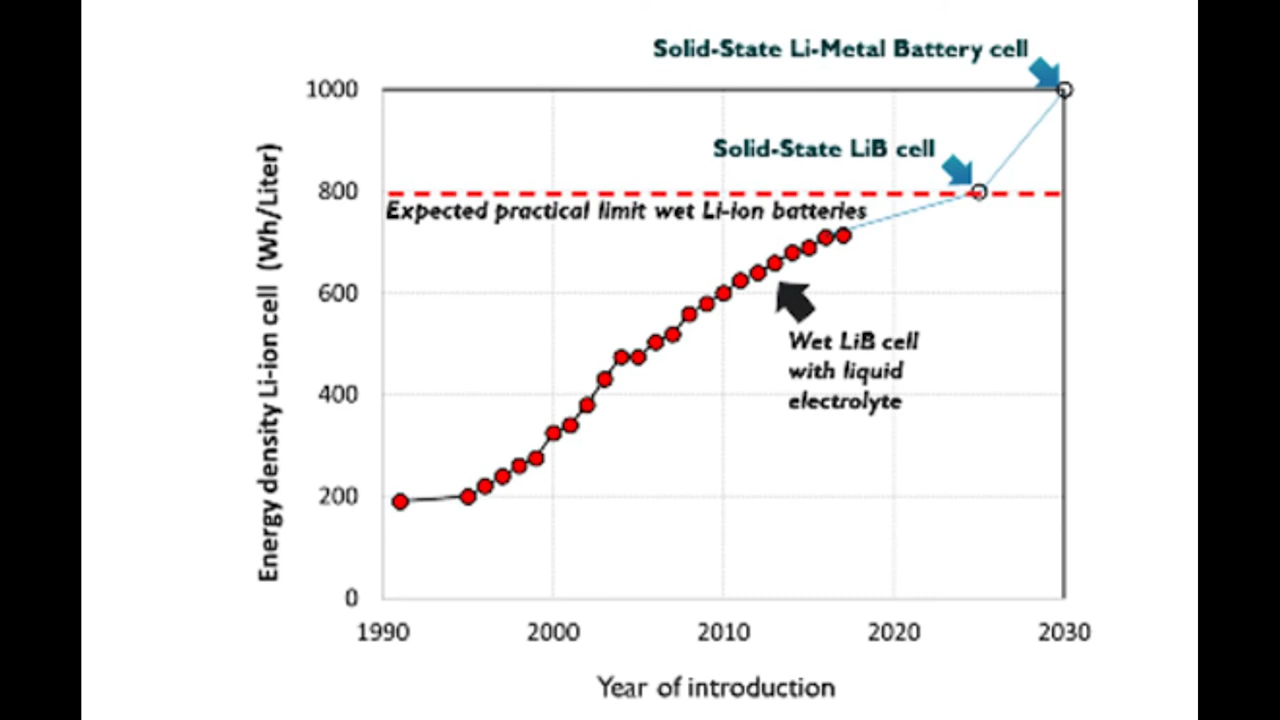 Solid-State Li-Metal Battery cell
1000
Solid-State LiB cell
800
Expected practical limit wet Li-ion batteries
600
Wet LiB cell
with liquid
electrolyte
400
200
0
Energy density Li-ion cell (Wh/Liter)
1990 2000 2010 2020 2030
Year of introduction